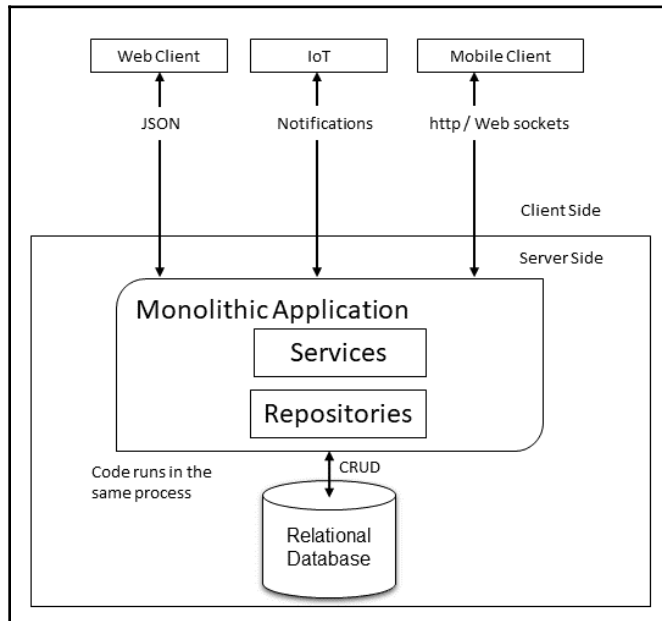 Web Client
IoT
Mobile Client
JSON
Notifications
http / Web sockets
Client Side
Server Side
Monolithic Application
Services
Repositories
Code runs in the
same process
CRUD
Relational
Database